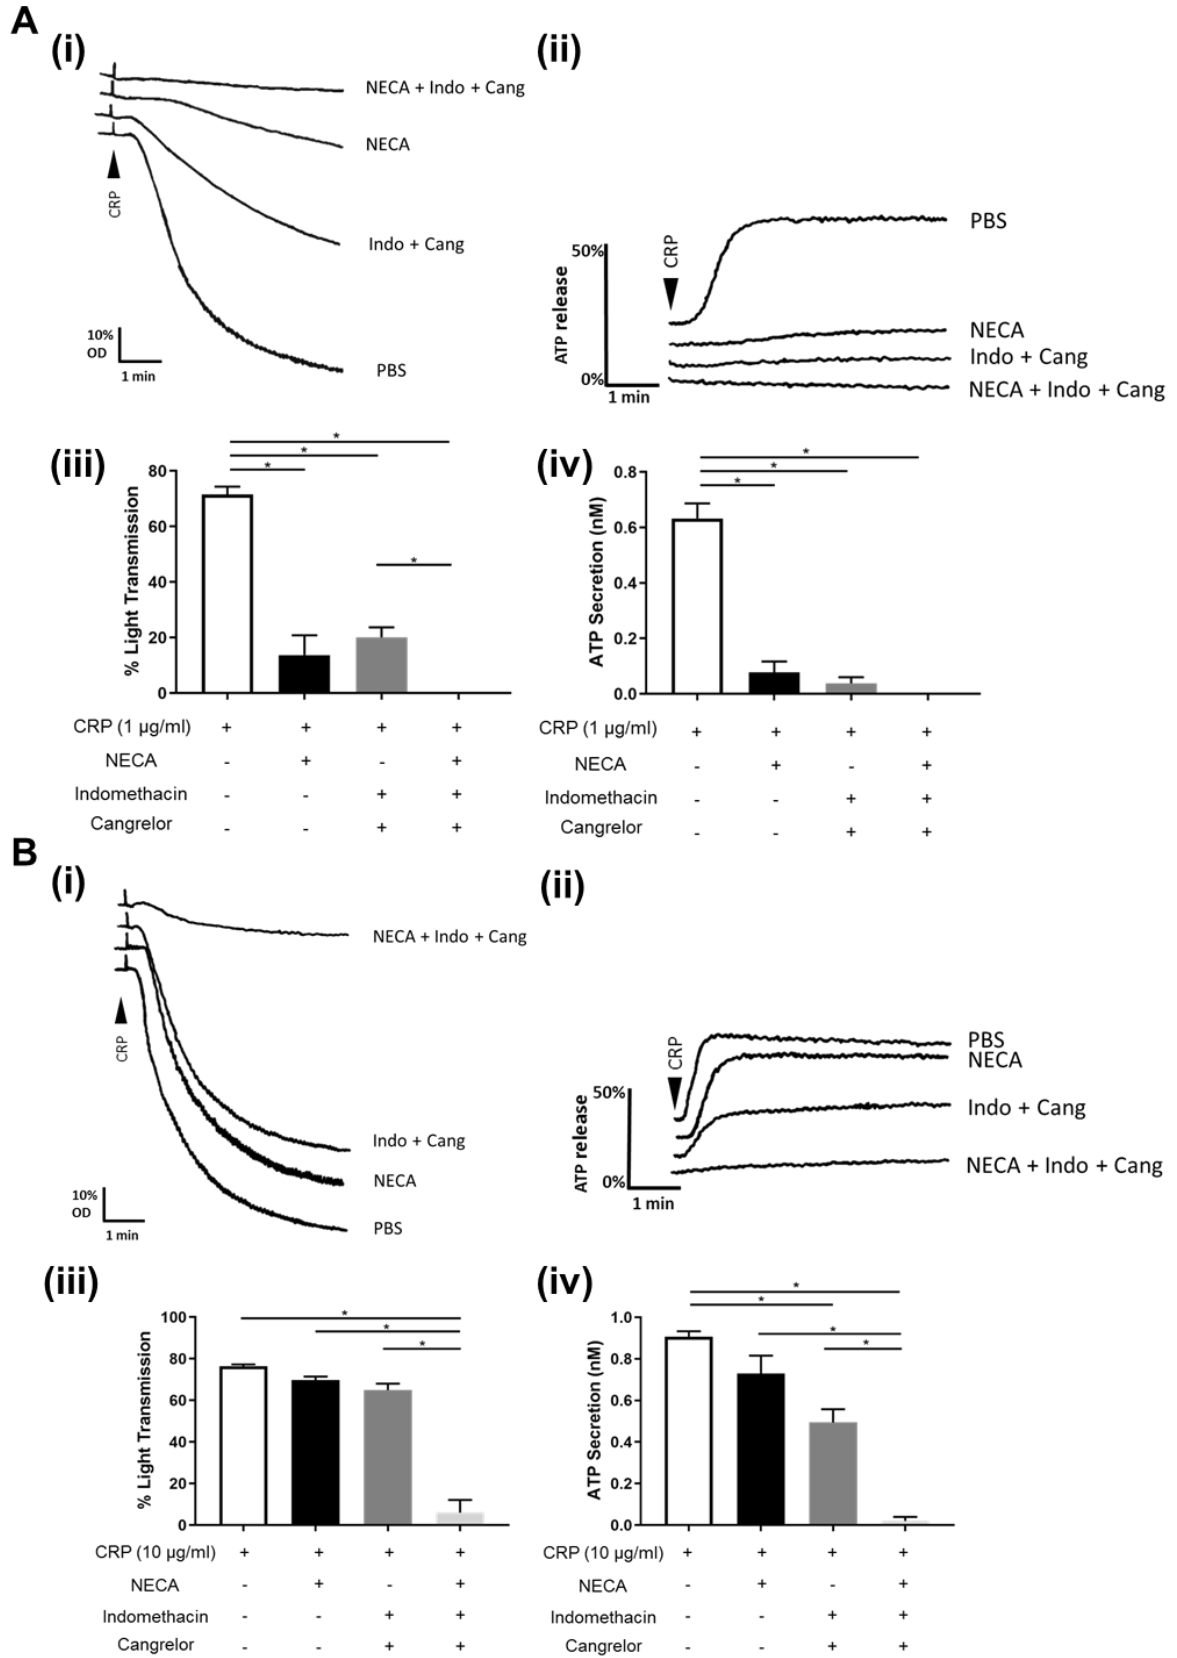 A
(i)
(ii)
NECA + Indo + Cang
NECA
Indo + Cang
PBS
CRP
10%
OD
1 min
PBS
NECA
Indo + Cang
NECA + Indo + Cang
CRP
50%
0%
ATP release
1 min
(iii)
(iv)
* * * *
% Light Transmission
80
60
40
20
0
CRP (1 µg/ml) + + + +
NECA - + - +
Indomethacin - - + +
Cangrelor - - + +
* * *
ATP Secretion (nM)
0.8
0.6
0.4
0.2
0.0
CRP (1 µg/ml) + + + +
NECA - + - +
Indomethacin - - + +
Cangrelor - - + +
B
(i)
(ii)
NECA + Indo + Cang
Indo + Cang
NECA
PBS
CRP
10%
OD
1 min
PBS
NECA
Indo + Cang
NECA + Indo + Cang
CRP
50%
0%
ATP release
1 min
(iii)
(iv)
* * *
% Light Transmission
100
80
60
40
20
0
CRP (10 µg/ml) + + + +
NECA - + - +
Indomethacin - - + +
Cangrelor - - + +
* * * *
ATP Secretion (nM)
1.0
0.8
0.6
0.4
0.2
0.0
CRP (10 µg/ml) + + + +
NECA - + - +
Indomethacin - - + +
Cangrelor - - + +